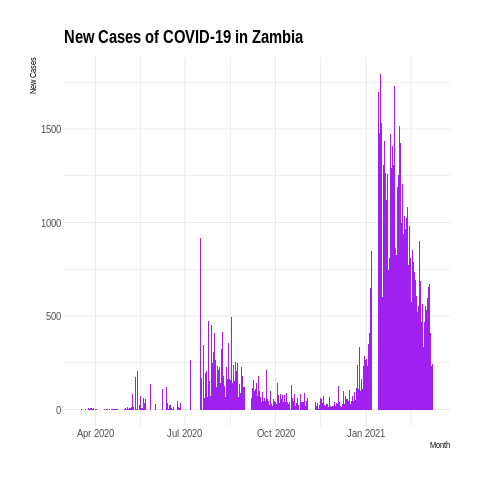 New Cases of COVID-19 in Zambia
New Cases
1500
1000
500
0
Apr 2020 Jul 2020 Oct 2020 Jan 2021
Month